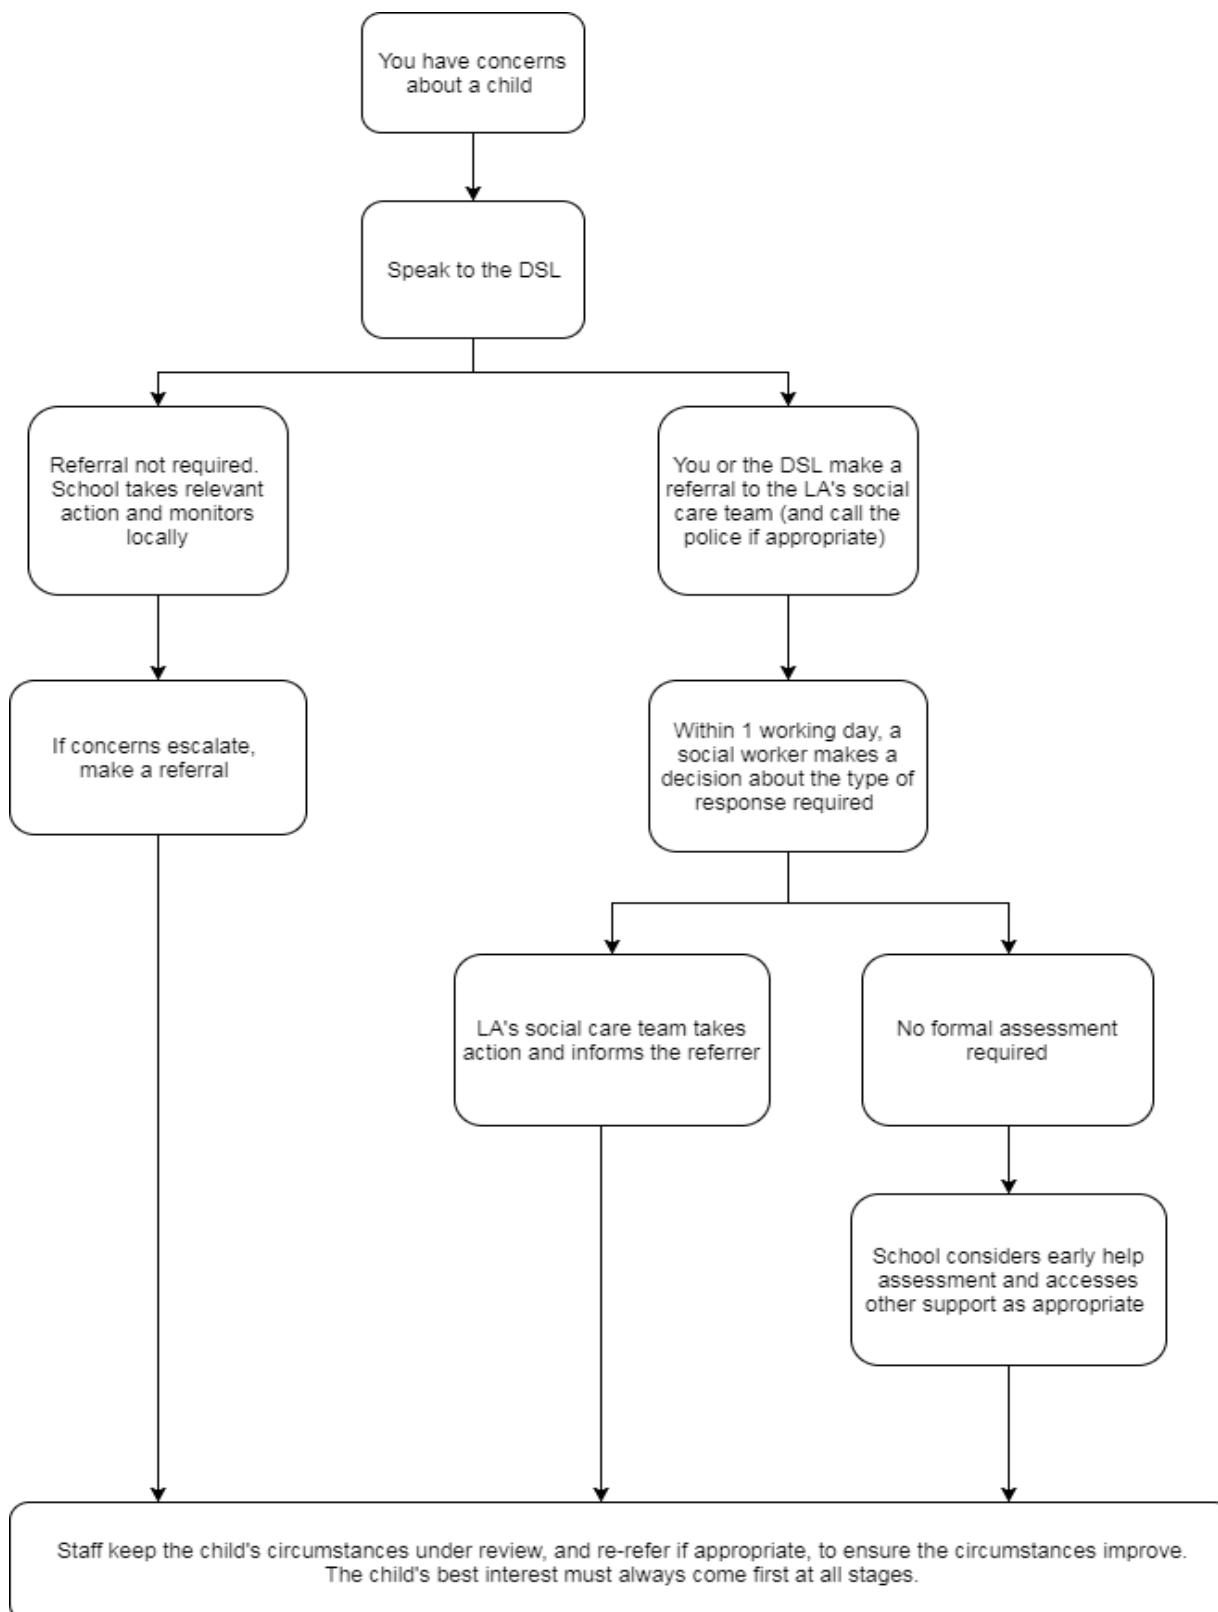 You have concerns
about a child
Speak to the DSL
Referral not required.
School takes relevant
action and monitors
locally
You or the DSL make a
referral to the LA's social
care team (and call the
police if appropriate)
If concerns escalate,
make a referral
Within 1 working day, a
social worker makes a
decision about the type of
response required
LA's social care team takes
action and informs the referrer
No formal assessment
required
School considers early help
assessment and accesses
other support as appropriate
Staff keep the child's circumstances under review, and re-refer if appropriate, to ensure the circumstances improve.
The child's best interest must always come first at all stages.